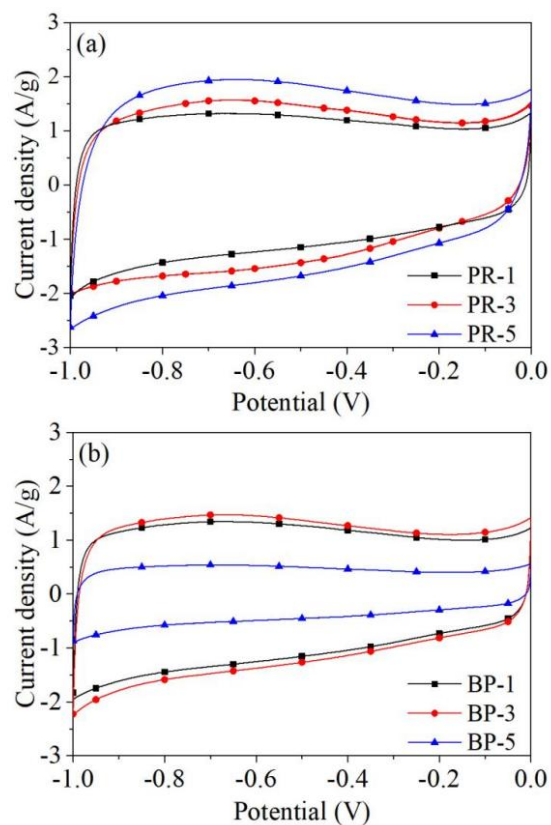 (a)
3
2
1
0
-1
-2
-3
Current density (A/g)
PR-1
PR-3
PR-5
-1.0 -0.8 -0.6 -0.4 -0.2 0.0
Potential (V)
(b)
3
2
1
0
-1
-2
-3
Current density (A/g)
BP-1
BP-3
BP-5
-1.0 -0.8 -0.6 -0.4 -0.2 0.0
Potential (V)